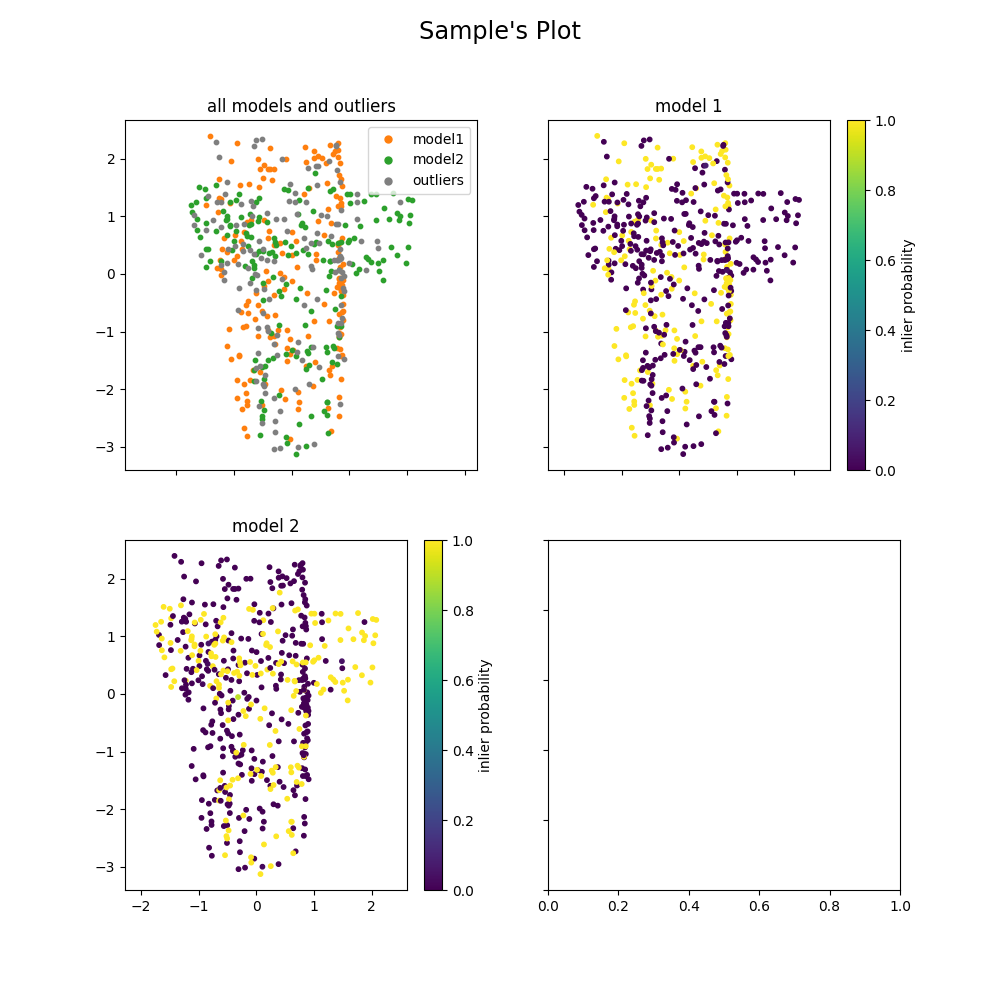 Sample's Plot
all models and outliers
model1
model2
outliers
2
1
0
−1
−2
−3
model 1
1.0
0.8
0.6
0.4
0.2
0.0
inlier probability
model 2
2
1
0
−1
−2
−3
−2 −1 0 1 2
1.0
0.8
0.6
0.4
0.2
0.0
inlier probability
0.0 0.2 0.4 0.6 0.8 1.0